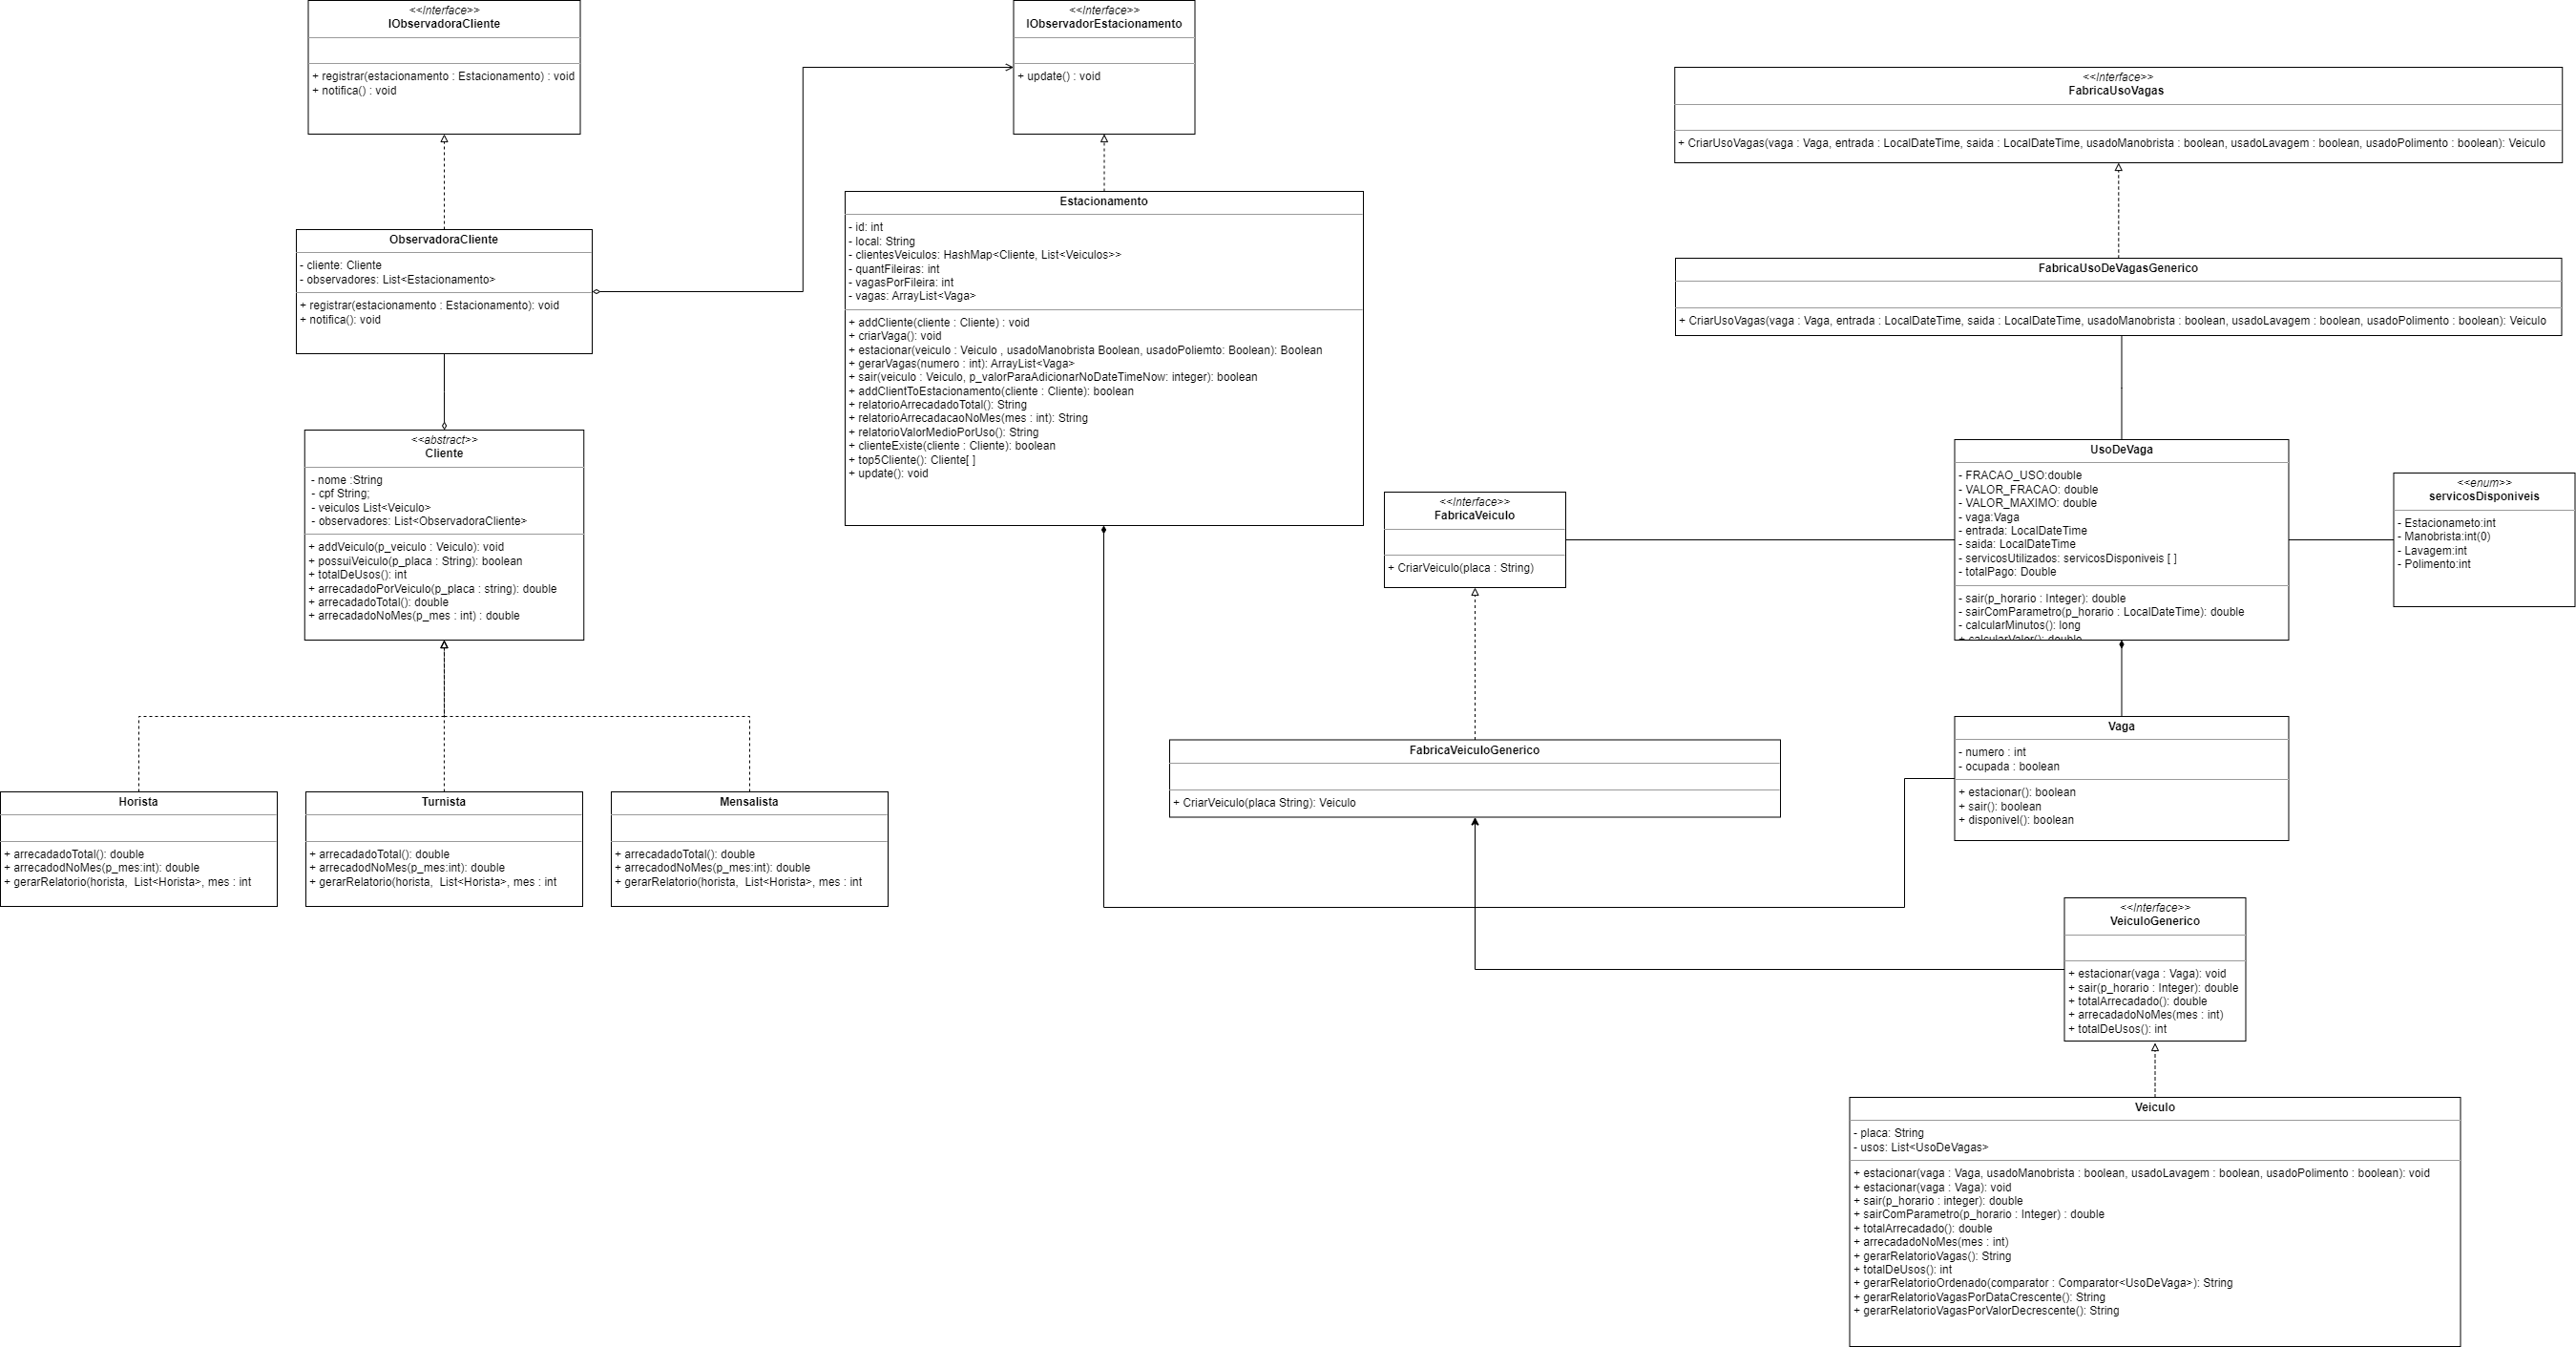 <<Interface>>
IObservadoraCliente
+ registrar(estacionamento : Estacionamento) : void
+ notifica() : void
<<Interface>>
IObservadorEstacionamento
+ update() : void
<<Interface>>
FabricaUsoVagas
+ CriarUsoVagas(vaga : Vaga, entrada : LocalDateTime, saida : LocalDateTime, usadoManobrista : boolean, usadoLavagem : boolean, usadoPolimento : boolean): Veiculo
ObservadoraCliente
- cliente: Cliente
- observadores: List<Estacionamento>
+ registrar(estacionamento : Estacionamento): void
+ notifica(): void
Estacionamento
- id: int
- local: String
- clientesVeiculos: HashMap<Cliente, List<Veiculos>>
- quantFileiras: int
- vagasPorFileira: int
- vagas: ArrayList<Vaga>
+ addCliente(cliente : Cliente) : void
+ criarVaga(): void
+ estacionar(veiculo : Veiculo , usadoManobrista Boolean, usadoPoliemto: Boolean): Boolean
+ gerarVagas(numero : int): ArrayList<Vaga>
+ sair(veiculo : Veiculo, p_valorParaAdicionarNoDateTimeNow: integer): boolean
+ addClientToEstacionamento(cliente : Cliente): boolean
+ relatorioArrecadadoTotal(): String
+ relatorioArrecadacaoNoMes(mes : int): String
+ relatorioValorMedioPorUso(): String
+ clienteExiste(cliente : Cliente): boolean
+ top5Cliente(): Cliente[ ]
+ update(): void
FabricaUsoDeVagasGenerico
+ CriarUsoVagas(vaga : Vaga, entrada : LocalDateTime, saida : LocalDateTime, usadoManobrista : boolean, usadoLavagem : boolean, usadoPolimento : boolean): Veiculo
<<abstract>>
Cliente
- nome :String
- cpf String;
- veiculos List<Veiculo>
- observadores: List<ObservadoraCliente>
+ addVeiculo(p_veiculo : Veiculo): void
+ possuiVeiculo(p_placa : String): boolean
+ totalDeUsos(): int
+ arrecadadoPorVeiculo(p_placa : string): double
+ arrecadadoTotal(): double
+ arrecadadoNoMes(p_mes : int) : double
<<Interface>>
FabricaVeiculo
+ CriarVeiculo(placa : String)
UsoDeVaga
- FRACAO_USO:double
- VALOR_FRACAO: double
- VALOR_MAXIMO: double
- vaga:Vaga
- entrada: LocalDateTime
- saida: LocalDateTime
- servicosUtilizados: servicosDisponiveis [ ]
- totalPago: Double
- sair(p_horario : Integer): double
- sairComParametro(p_horario : LocalDateTime): double
- calcularMinutos(): long
+ calcularValor(): double
<<enum>>
servicosDisponiveis
- Estacionameto:int
- Manobrista:int(0)
- Lavagem:int
- Polimento:int
Horista
+ arrecadadoTotal(): double
+ arrecadodNoMes(p_mes:int): double
+ gerarRelatorio(horista,  List<Horista>, mes : int
Turnista
+ arrecadadoTotal(): double
+ arrecadodNoMes(p_mes:int): double
+ gerarRelatorio(horista,  List<Horista>, mes : int
Mensalista
+ arrecadadoTotal(): double
+ arrecadodNoMes(p_mes:int): double
+ gerarRelatorio(horista,  List<Horista>, mes : int
FabricaVeiculoGenerico
+ CriarVeiculo(placa String): Veiculo
Vaga
- numero : int
- ocupada : boolean
+ estacionar(): boolean
+ sair(): boolean
+ disponivel(): boolean
<<Interface>>
VeiculoGenerico
+ estacionar(vaga : Vaga): void
+ sair(p_horario : Integer): double
+ totalArrecadado(): double
+ arrecadadoNoMes(mes : int)
+ totalDeUsos(): int
Veiculo
- placa: String
- usos: List<UsoDeVagas>
+ estacionar(vaga : Vaga, usadoManobrista : boolean, usadoLavagem : boolean, usadoPolimento : boolean): void
+ estacionar(vaga : Vaga): void
+ sair(p_horario : integer): double
+ sairComParametro(p_horario : Integer) : double
+ totalArrecadado(): double
+ arrecadadoNoMes(mes : int)
+ gerarRelatorioVagas(): String
+ totalDeUsos(): int
+ gerarRelatorioOrdenado(comparator : Comparator<UsoDeVaga>): String
+ gerarRelatorioVagasPorDataCrescente(): String
+ gerarRelatorioVagasPorValorDecrescente(): String